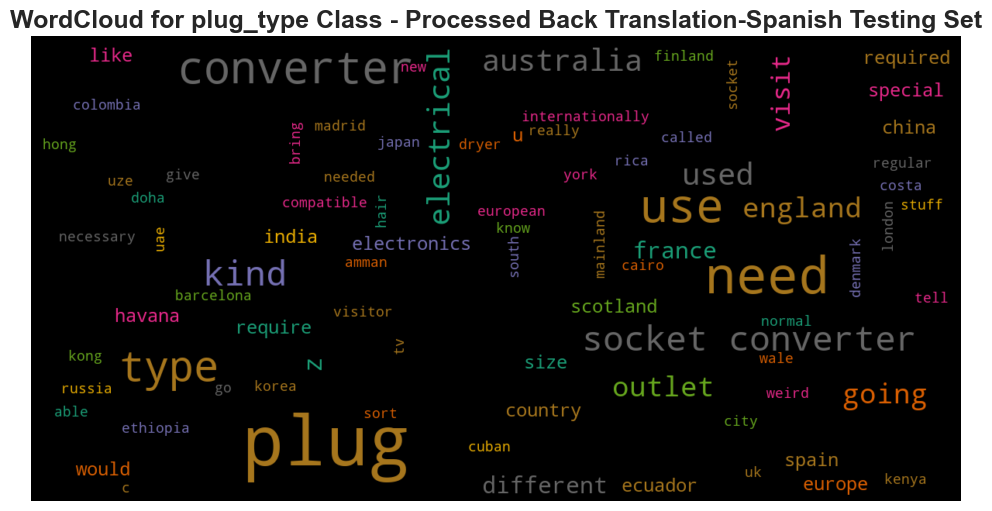 WordCloud for plug_type Class - Processed Back Translation-Spanish Testing Set
like
converter
new
electrical
australia
finland
socket
visit
required
special
colombia
internationally
china
hong
bring
madrid
japan
dryer
u
really
called
regular
uze
give
needed
york
rica
used
costa
doha
compatible
hair
european
use
england
london
stuff
necessary
uae
india
electronics
know
south
mainland
france
denmark
kind
amman
cairo
need
tell
barcelona
havana
require
visitor
scotland
normal
socket converter
kong
type
z
tv
size
wale
russia
go
korea
outlet
weird
going
able
sort
country
city
ethiopia
plug
cuban
would
c
different
ecuador
uk
spain
europe
kenya